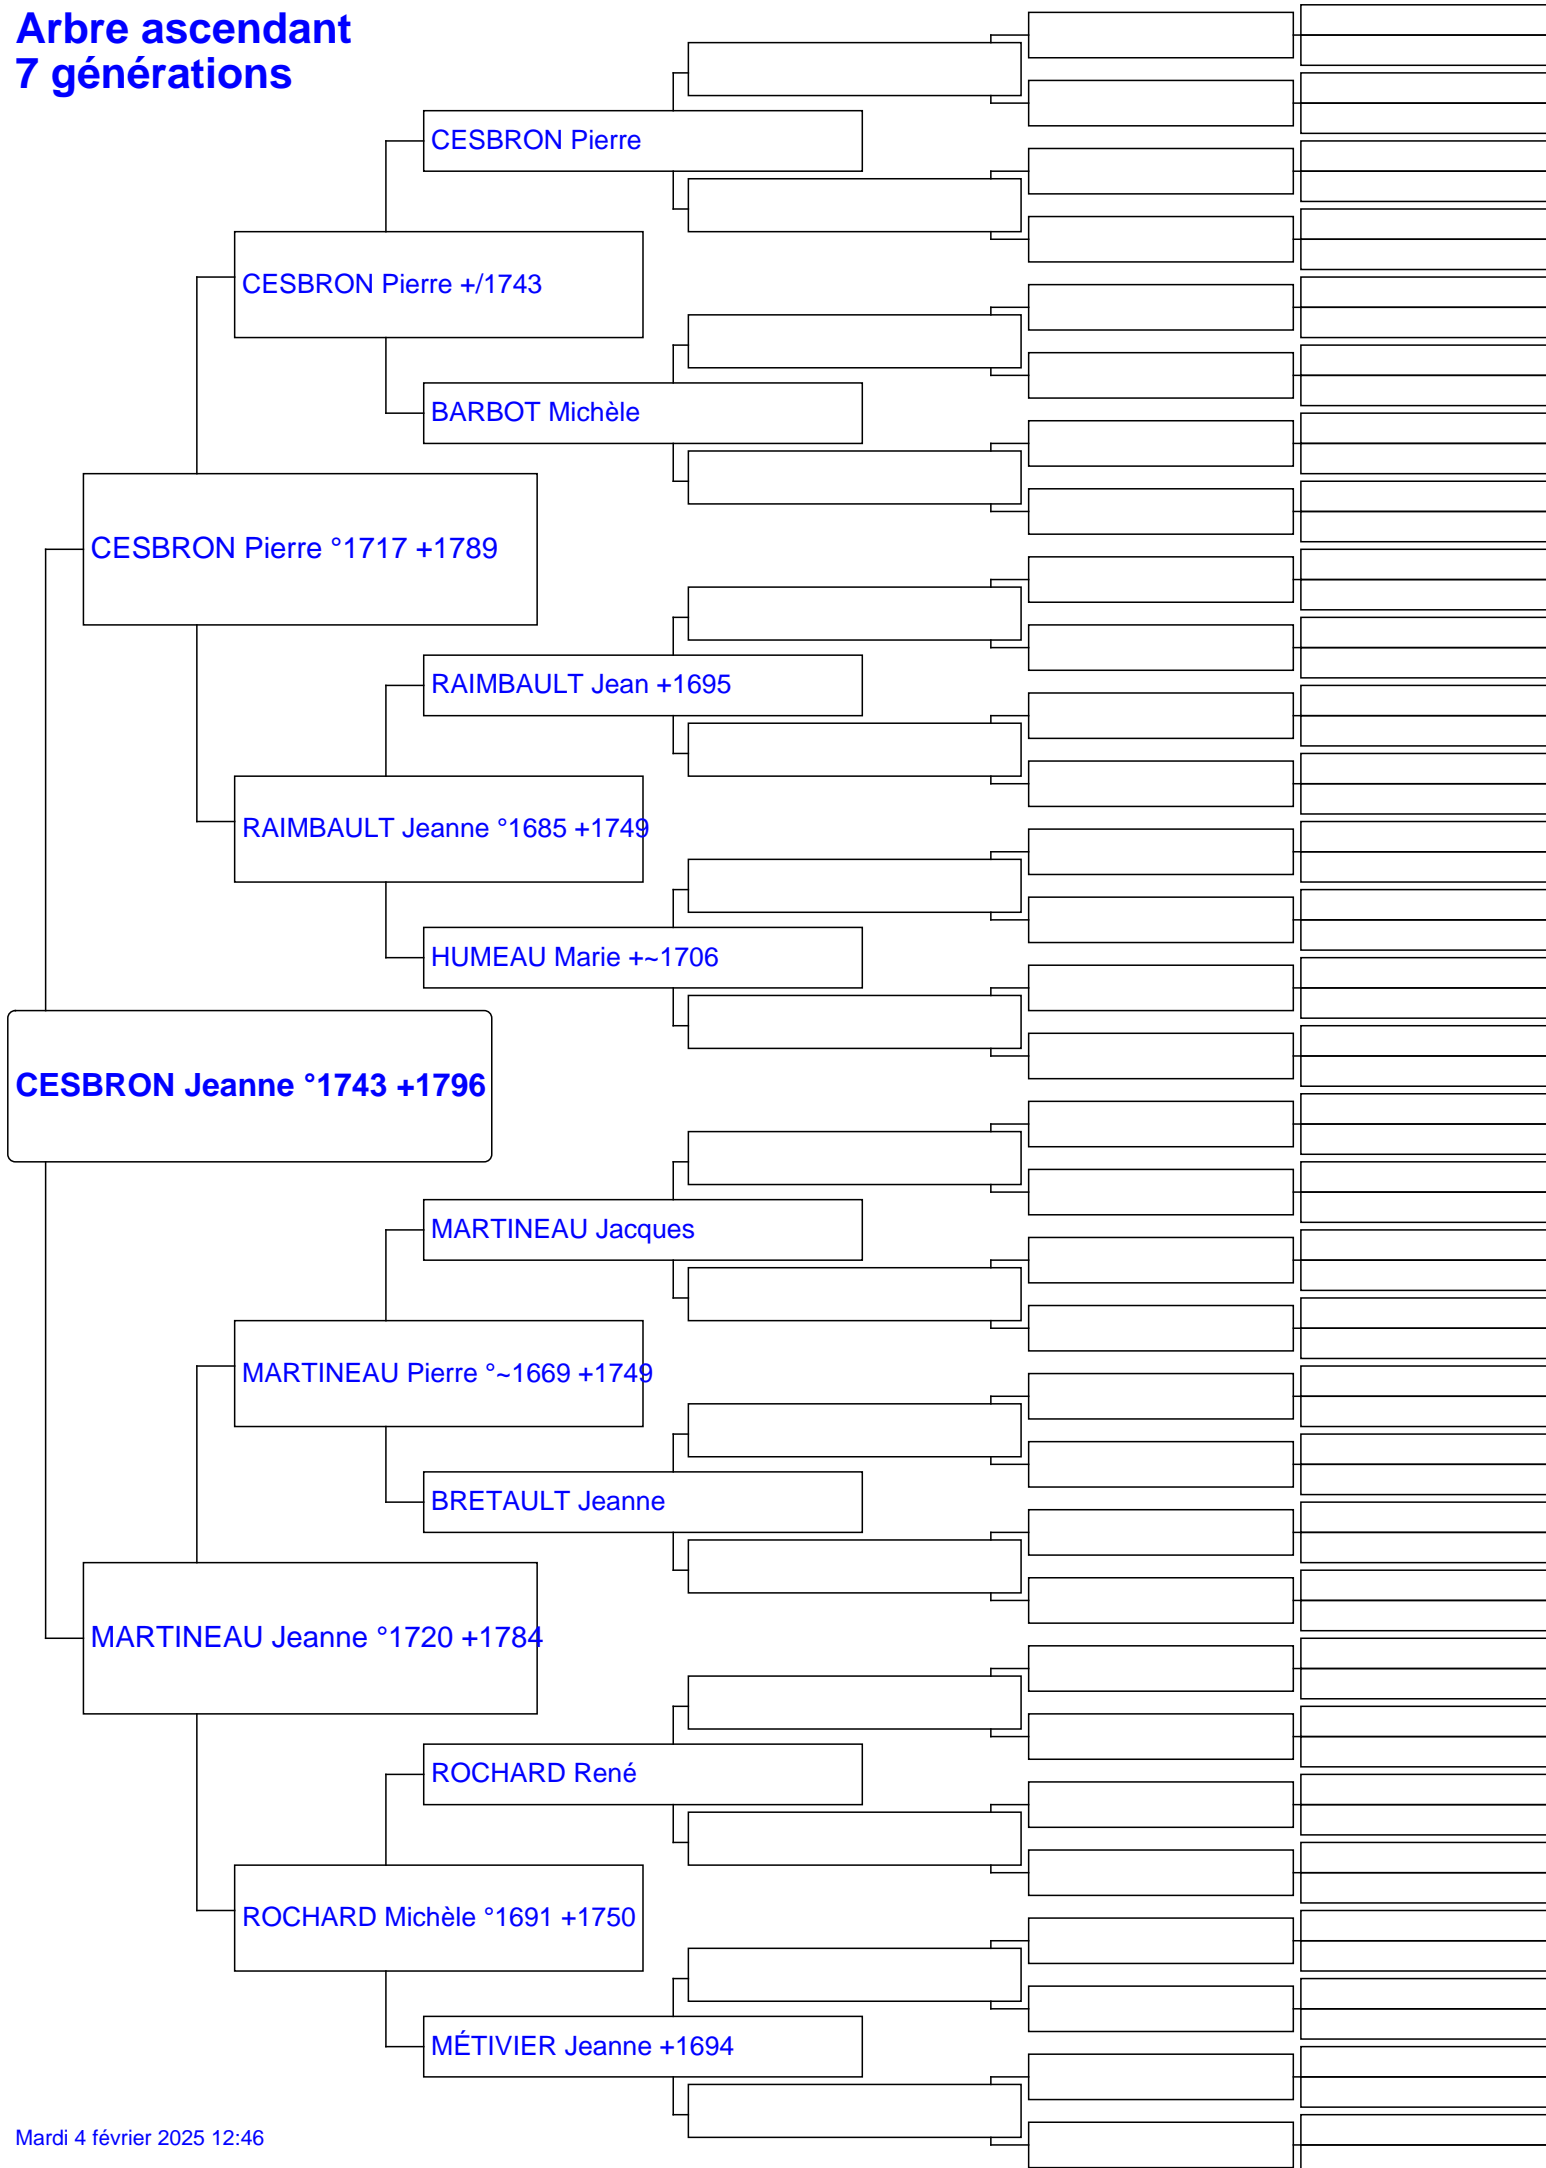 Arbre ascendant
7 générations
CESBRON Pierre
CESBRON Pierre +/1743
BARBOT Michèle
CESBRON Pierre °1717 +1789
RAIMBAULT Jean +1695
RAIMBAULT Jeanne °1685 +1749
HUMEAU Marie +~1706
CESBRON Jeanne °1743 +1796
MARTINEAU Jacques
MARTINEAU Pierre °~1669 +1749
BRETAULT Jeanne
MARTINEAU Jeanne °1720 +1784
ROCHARD René
ROCHARD Michèle °1691 +1750
MÉTIVIER Jeanne +1694
Mardi 4 février 2025 12:46